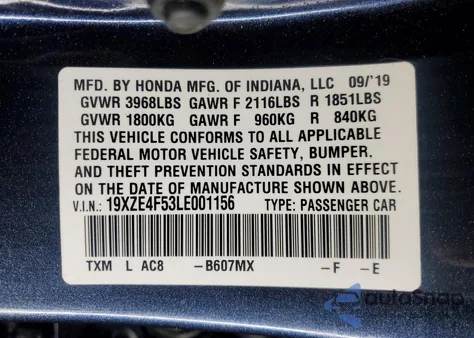 MFD. BY HONDA MFG. OF INDIANA, LLC 09/'19
GVWR 3968LBS GAWR F 2116LBS R 1851LBS
GVWR 1800KG GAWR F 960KG R 840KG
THIS VEHICLE CONFORMS TO ALL APPLICABLE
FEDERAL MOTOR VEHICLE SAFETY, BUMPER,
AND THEFT PREVENTION STANDARDS IN EFFECT
ON THE DATE OF MANUFACTURE SHOWN ABOVE.
V.I.N.: 19XZE4F53LE001156 TYPE: PASSENGER CAR
TXM L AC8 -B607MX -F -E
autoSnap